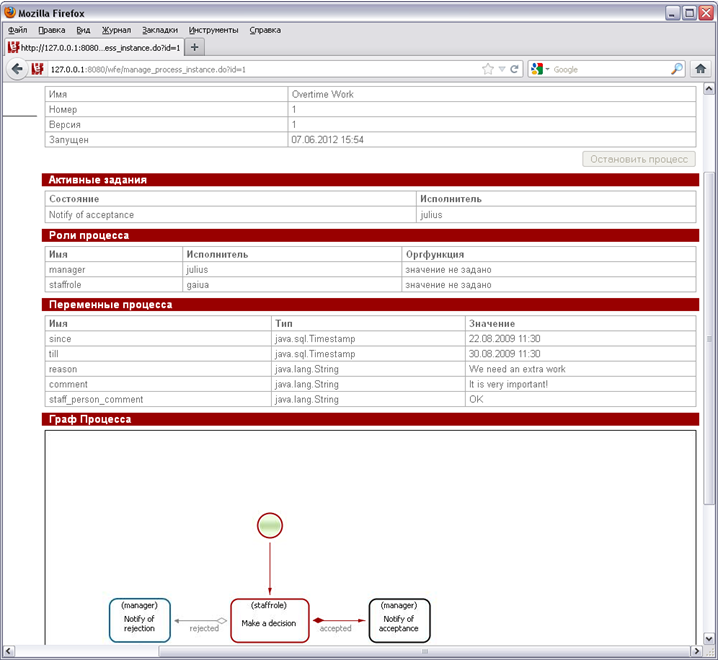 Mozilla Firefox
Файл Правка Вид Журнал Закладки Инструменты Справка
http://127.0.0.1:8080...ess_instance.do?id=1
127.0.0.1:8080/wfe/manage_process_instance.do?id=1
Google
Имя Overtime Work
Номер 1
Версия 1
Запущен 07.06.2012 15:54
Остановить процесс
Активные задания
Состояние Исполнитель
Notify of acceptance julius
Роли процесса
Имя Исполнитель Оргфункция
manager julius значение не задано
staffrole gaiua значение не задано
Переменные процесса
Имя Тип Значение
since java.sql.Timestamp 22.08.2009 11:30
till java.sql.Timestamp 30.08.2009 11:30
reason java.lang.String We need an extra work
comment java.lang.String It is very important!
staff_person_comment java.lang.String OK
Граф Процесса
(manager) (staffrole) (manager)
Notify of rejection Make a decision Notify of acceptance
rejected accepted